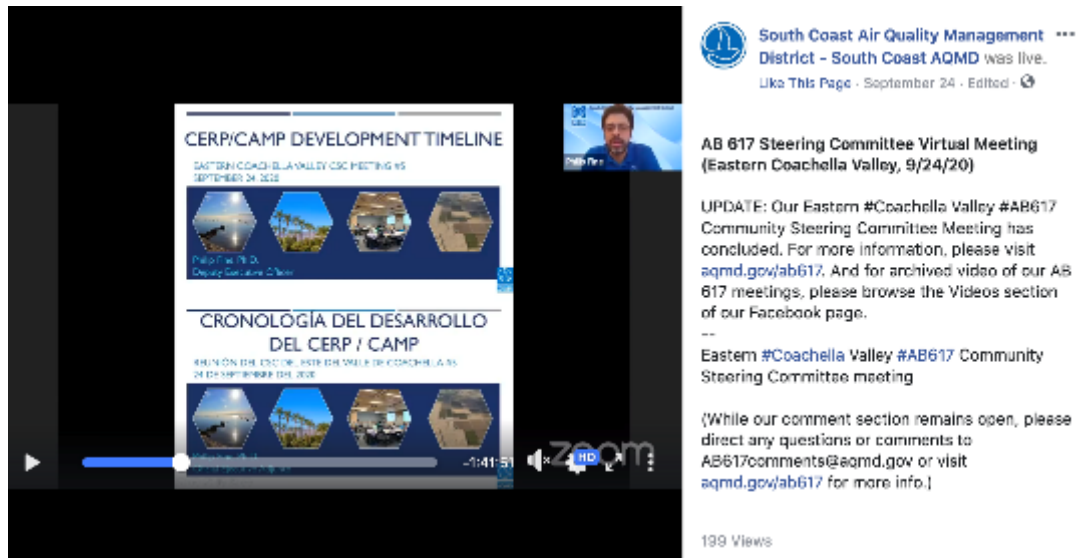 CERP/CAMP DEVELOPMENT TIMELINE
EASTERN COACHELLA VALLEY CSC MEETING #5
SEPTEMBER 24, 2020
Philip Fine, Ph.D.
Deputy Executive Officer
Philip Fine
CRONOLOGÍA DEL DESARROLLO
DEL CERP / CAMP
REUNIÓN DEL CSC DEL ESTE DEL VALLE DE COACHELLA #5
24 DE SEPTIEMBRE DEL 2020
zoom
-1:41:51
HD
South Coast Air Quality Management
District - South Coast AQMD was live.
Like This Page · September 24 · Edited ·
AB 617 Steering Committee Virtual Meeting
(Eastern Coachella Valley, 9/24/20)
UPDATE: Our Eastern #Coachella Valley #AB617
Community Steering Committee Meeting has
concluded. For more information, please visit
aqmd.gov/ab617. And for archived video of our AB
617 meetings, please browse the Videos section
of our Facebook page.
--
Eastern #Coachella Valley #AB617 Community
Steering Committee meeting
(While our comment section remains open, please
direct any questions or comments to
AB617comments@aqmd.gov or visit
aqmd.gov/ab617 for more info.)
199 Views